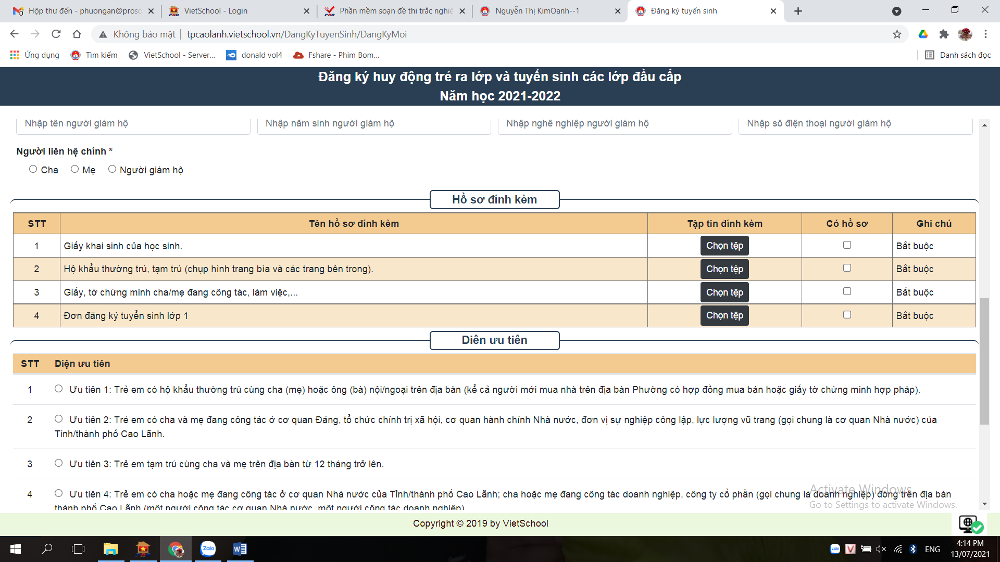 Hộp thư đến - phuongan@proso
VietSchool - Login
Phần mềm soạn đề thi trắc nghiệ
Nguyễn Thị KimOanh--1
Đăng ký tuyển sinh
Không bảo mật | tpcaolanh.vietschool.vn/DangKyTuyenSinh/DangKyMoi
Ứng dụng
Tìm kiếm
VietSchool - Server...
donald vol4
Fshare - Phim Bom...
Danh sách đọc
Đăng ký huy động trẻ ra lớp và tuyển sinh các lớp đầu cấp
Năm học 2021-2022
Nhập tên người giám hộ
Nhập năm sinh người giám hộ
Nhập nghề nghiệp người giám hộ
Nhập số điện thoại người giám hộ
Người liên hệ chính *
Cha Mẹ Người giám hộ
Hồ sơ đính kèm
STT Tên hồ sơ đính kèm Tập tin đính kèm Có hồ sơ Ghi chú
1 Giấy khai sinh của học sinh. Chọn tệp Bắt buộc
2 Hộ khẩu thường trú, tạm trú (chụp hình trang bìa và các trang bên trong). Chọn tệp Bắt buộc
3 Giấy, tờ chứng minh cha/mẹ đang công tác, làm việc,... Chọn tệp Bắt buộc
4 Đơn đăng ký tuyển sinh lớp 1 Chọn tệp Bắt buộc
Diên ưu tiên
STT Diện ưu tiên
1 Ưu tiên 1: Trẻ em có hộ khẩu thường trú cùng cha (mẹ) hoặc ông (bà) nội/ngoại trên địa bàn (kể cả người mới mua nhà trên địa bàn Phường có hợp đồng mua bán hoặc giấy tờ chứng minh hợp pháp).
2 Ưu tiên 2: Trẻ em có cha và mẹ đang công tác ở cơ quan Đảng, tổ chức chính trị xã hội, cơ quan hành chính Nhà nước, đơn vị sự nghiệp công lập, lực lượng vũ trang (gọi chung là cơ quan Nhà nước) của
Tỉnh/thành phố Cao Lãnh.
3 Ưu tiên 3: Trẻ em tạm trú cùng cha và mẹ trên địa bàn từ 12 tháng trở lên.
4 Ưu tiên 4: Trẻ em có cha hoặc mẹ đang công tác ở cơ quan Nhà nước của Tỉnh/thành phố Cao Lãnh; cha hoặc mẹ đang công tác doanh nghiệp, công ty cổ phần (gọi chung là doanh nghiệp) đóng trên địa bàn
thành phố Cao Lãnh (một người công tác cơ quan Nhà nước, một người công tác doanh nghiệp)
Activate Windows
Go to Settings to activate Windows.
Copyright © 2019 by VietSchool
Zalo
ENG
4:14 PM
13/07/2021